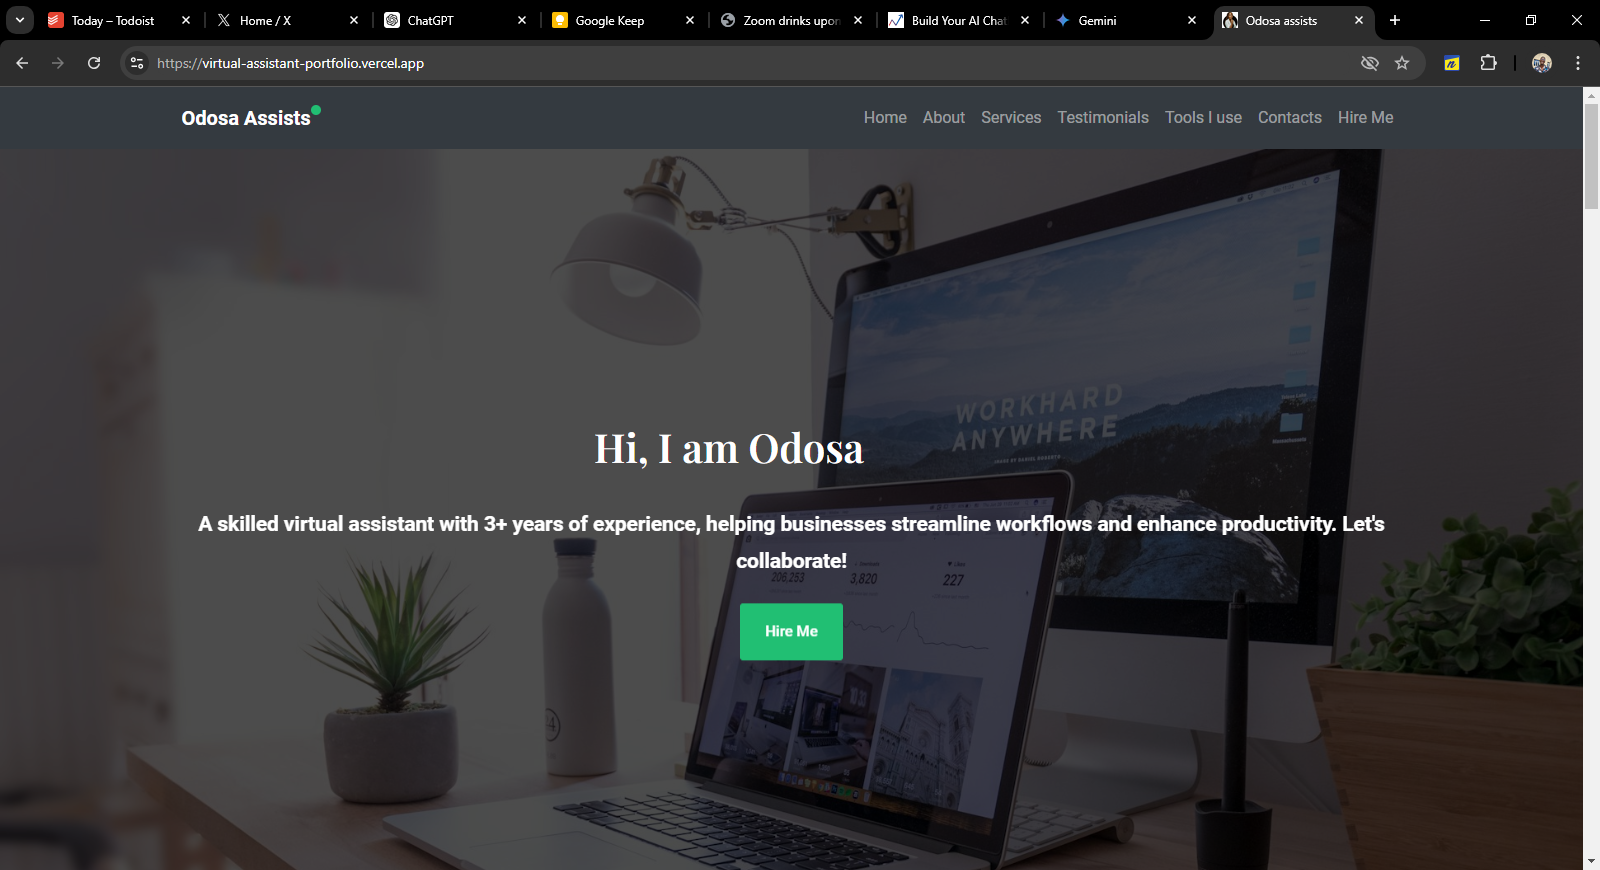 Today – Todoist
Home / X
ChatGPT
Google Keep
Zoom drinks upon
Build Your AI Chat
Gemini
Odosa assists
https://virtual-assistant-portfolio.vercel.app
Odosa Assists
Home About Services Testimonials Tools I use Contacts Hire Me
WORKHARD
ANYWHERE
Hi, I am Odosa
A skilled virtual assistant with 3+ years of experience, helping businesses streamline workflows and enhance productivity. Let's
collaborate!
206,253 3,820 227
Hire Me